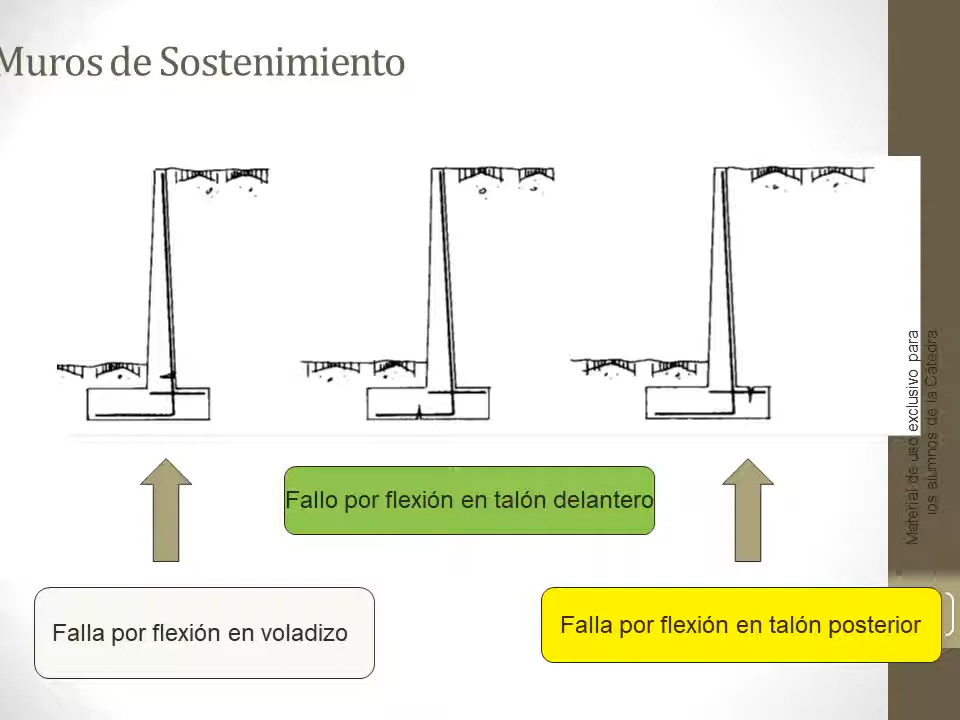 Muros de Sostenimiento
Material de uso exclusivo para
los alumnos de la Cátedra
Fallo por flexión en talón delantero
Falla por flexión en voladizo
Falla por flexión en talón posterior